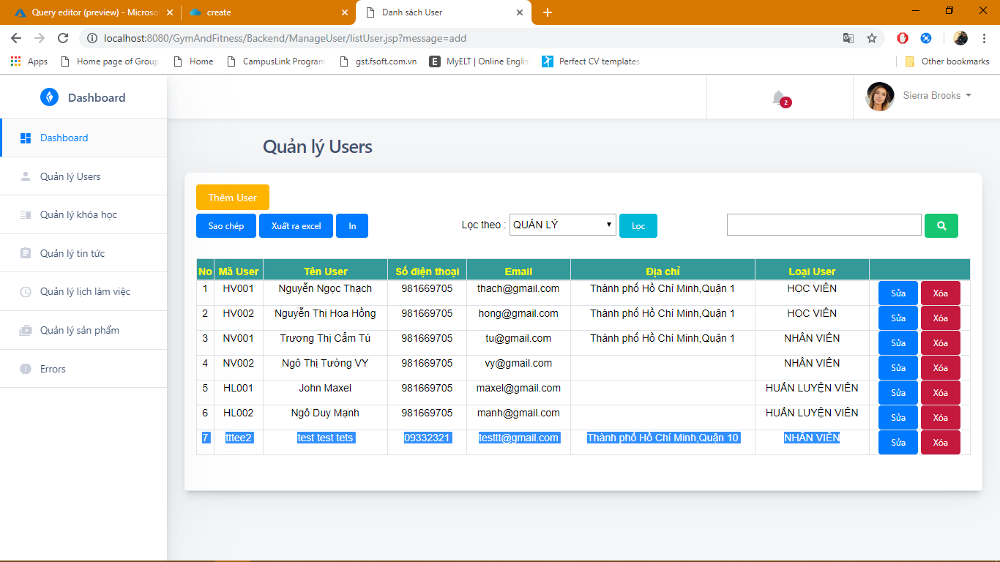 Query editor (preview) - Microso
create
Danh sách User
localhost:8080/GymAndFitness/Backend/ManageUser/listUser.jsp?message=add
Apps Home page of Group Home CampusLink Program gst.fsoft.com.vn E MyELT | Online Englis Perfect CV templates Other bookmarks
Dashboard
2
Sierra Brooks
Dashboard
Quản lý Users
Quản lý khóa học
Quản lý tin tức
Quản lý lịch làm việc
Quản lý sản phẩm
Errors
Quản lý Users
Thêm User
Sao chép Xuất ra excel In Lọc theo : QUẢN LÝ Lọc
No Mã User Tên User Số điện thoại Email Địa chỉ Loại User
1 HV001 Nguyễn Ngọc Thạch 981669705 thach@gmail.com Thành phố Hồ Chí Minh,Quận 1 HỌC VIÊN Sửa Xóa
2 HV002 Nguyễn Thị Hoa Hồng 981669705 hong@gmail.com Thành phố Hồ Chí Minh,Quận 1 HỌC VIÊN Sửa Xóa
3 NV001 Trương Thị Cẩm Tú 981669705 tu@gmail.com Thành phố Hồ Chí Minh,Quận 1 NHÂN VIÊN Sửa Xóa
4 NV002 Ngô Thị Tường VY 981669705 vy@gmail.com NHÂN VIÊN Sửa Xóa
5 HL001 John Maxel 981669705 maxel@gmail.com HUẤN LUYỆN VIÊN Sửa Xóa
6 HL002 Ngô Duy Mạnh 981669705 manh@gmail.com HUẤN LUYỆN VIÊN Sửa Xóa
7 tttee2 test test tets 09332321 testtt@gmail.com Thành phố Hồ Chí Minh,Quận 10 NHÂN VIÊN Sửa Xóa